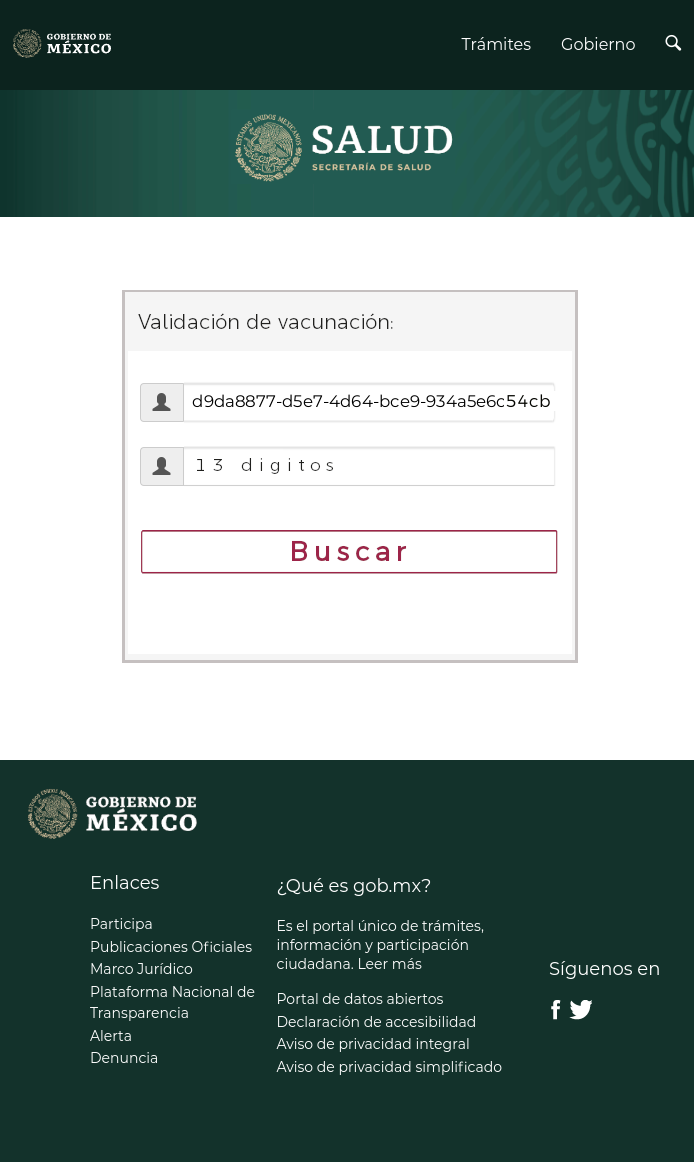 GOBIERNO DE
MÉXICO
Trámites
Gobierno
ESTADOS UNIDOS MEXICANOS
SALUD
SECRETARÍA DE SALUD
Validación de vacunación:
d9da8877-d5e7-4d64-bce9-934a5e6c54cb
13 digitos
Buscar
ESTADOS UNIDOS MEXICANOS
GOBIERNO DE
MÉXICO
Enlaces
Participa
Publicaciones Oficiales
Marco Jurídico
Plataforma Nacional de
Transparencia
Alerta
Denuncia
¿Qué es gob.mx?
Es el portal único de trámites,
información y participación
ciudadana. Leer más
Portal de datos abiertos
Declaración de accesibilidad
Aviso de privacidad integral
Aviso de privacidad simplificado
Síguenos en